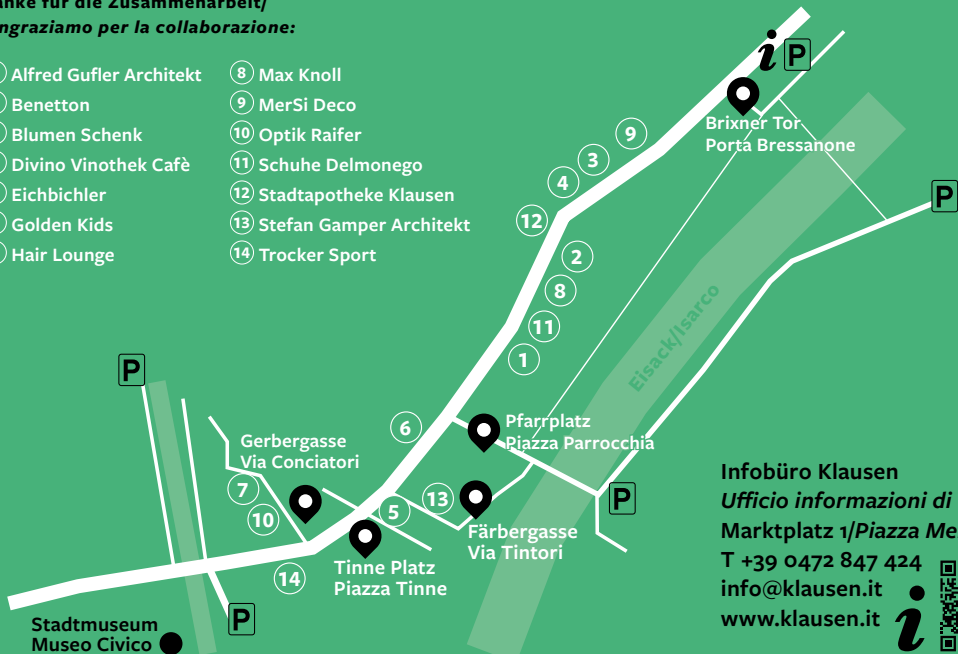 für die Zusammenarbeit/
per la collaborazione:
Alfred Gufler Architekt
Benetton
Blumen Schenk
Divino Vinothek Cafè
Eichbichler
Golden Kids
Hair Lounge
8 Max Knoll
9 MerSi Deco
10 Optik Raifer
11 Schuhe Delmonego
12 Stadtapotheke Klausen
13 Stefan Gamper Architekt
14 Trocker Sport
i P
Brixner Tor
Porta Bressanone
9
3
4
12
P
2
8
11
1
Eisack/Isarco
P
6
Pfarrplatz
Piazza Parrocchia
Gerbergasse
Via Conciatori
7
10
13
5
P
Färbergasse
Via Tintori
Tinne Platz
Piazza Tinne
14
P
Stadtmuseum
Museo Civico
Infobüro Klausen
Ufficio informazioni di
Marktplatz 1/Piazza
T +39 0472 847 424
info@klausen.it
www.klausen.it
i